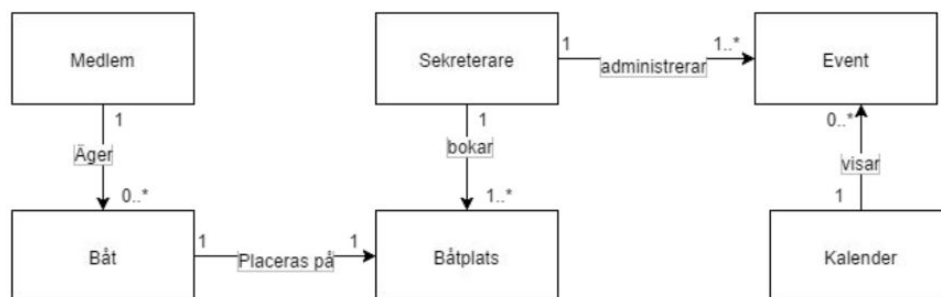 Medlem
Sekreterare
1
administrerar
1..*
Event
1
Äger
0..*
1
bokar
1..*
0..*
visar
1
Båt
1
Placeras på
1
Båtplats
Kalender